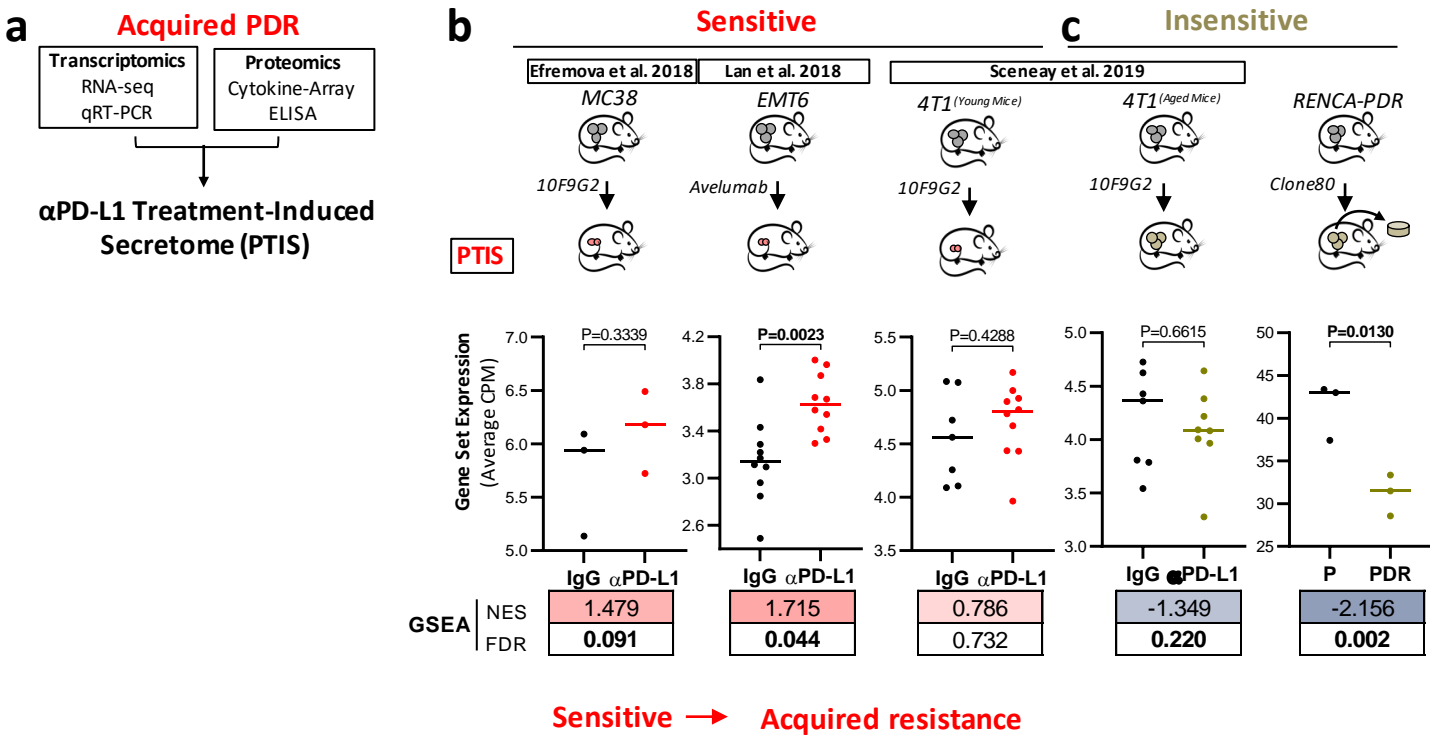 a
Acquired PDR
Transcriptomics
RNA-seq
qRT-PCR
Proteomics
Cytokine-Array
ELISA
αPD-L1 Treatment-Induced
Secretome (PTIS)
b
Sensitive
c
Insensitive
Efremova et al. 2018
Lan et al. 2018
Sceneay et al. 2019
MC38
EMT6
4T1 (Young Mice)
4T1 (Aged Mice)
RENCA-PDR
10F9G2
Avelumab
10F9G2
10F9G2
Clone80
PTIS
Gene Set Expression
(Average CPM)
7.0
6.5
6.0
5.5
5.0
P=0.3339
IgG αPD-L1
4.2
3.8
3.4
3.0
2.6
P=0.0023
IgG αPD-L1
5.5
5.0
4.5
4.0
3.5
P=0.4288
IgG αPD-L1
5.0
4.5
4.0
3.5
3.0
P=0.6615
IgG αPD-L1
50
45
40
35
30
25
P=0.0130
P PDR
GSEA
NES 1.479 1.715 0.786 -1.349 -2.156
FDR 0.091 0.044 0.732 0.220 0.002
Sensitive → Acquired resistance